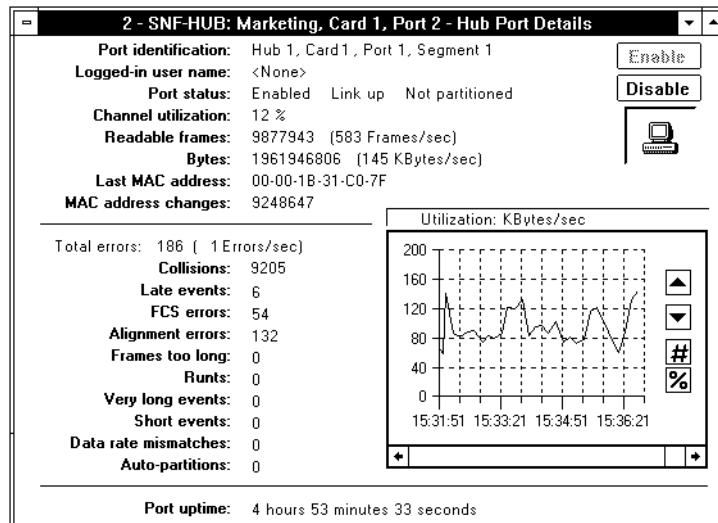 2 - SNF-HUB: Marketing, Card 1, Port 2 - Hub Port Details
Port identification: Hub 1, Card1 , Port 1, Segment 1
Enable
Logged-in user name: <None>
Port status: Enabled Link up Not partitioned
Disable
Channel utilization: 12 %
Readable frames: 9877943 (583 Frames/sec)
Bytes: 1961946806 (145 KBytes/sec)
Last MAC address: 00-00-1B-31-C0-7F
MAC address changes: 9248647
Utilization: KBytes/sec
Total errors: 186 ( 1 Errors/sec)
Collisions: 9205
Late events: 6
FCS errors: 54
Alignment errors: 132
Frames too long: 0
Runts: 0
Very long events: 0
Short events: 0
Data rate mismatches: 0
Auto-partitions: 0
200
160
120
80
40
0
15:31:51 15:33:21 15:34:51 15:36:21
#
%
Port uptime: 4 hours 53 minutes 33 seconds